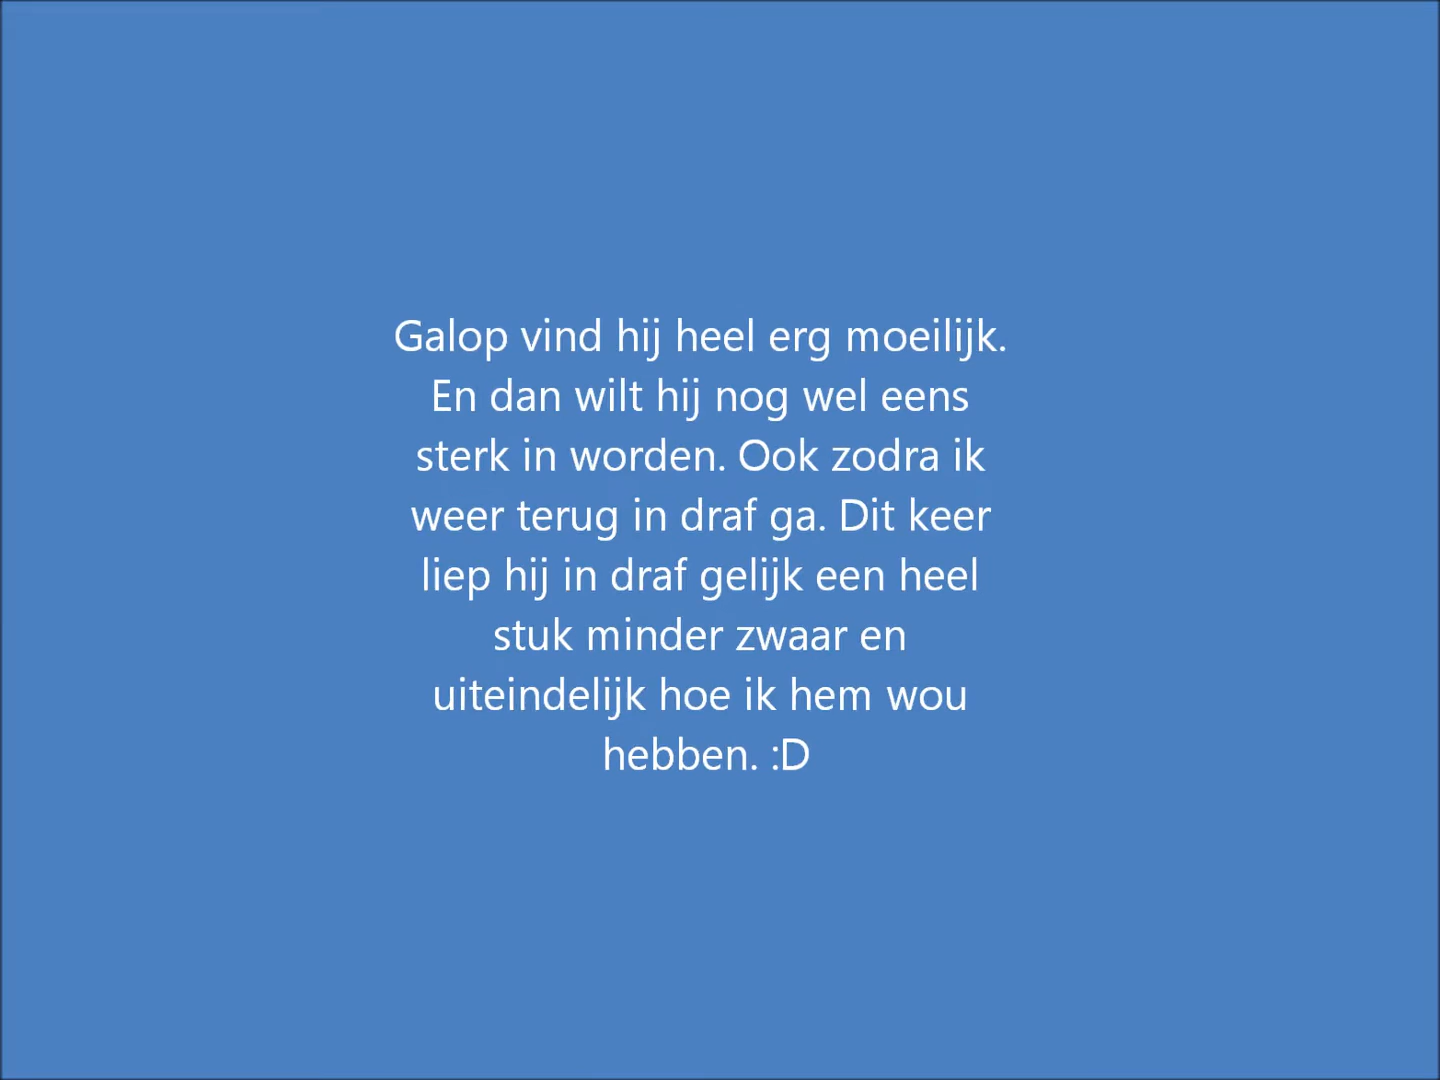 Galop vind hij heel erg moeilijk.
En dan wilt hij nog wel eens
sterk in worden. Ook zodra ik
weer terug in draf ga. Dit keer
liep hij in draf gelijk een heel
stuk minder zwaar en
uiteindelijk hoe ik hem wou
hebben. :D